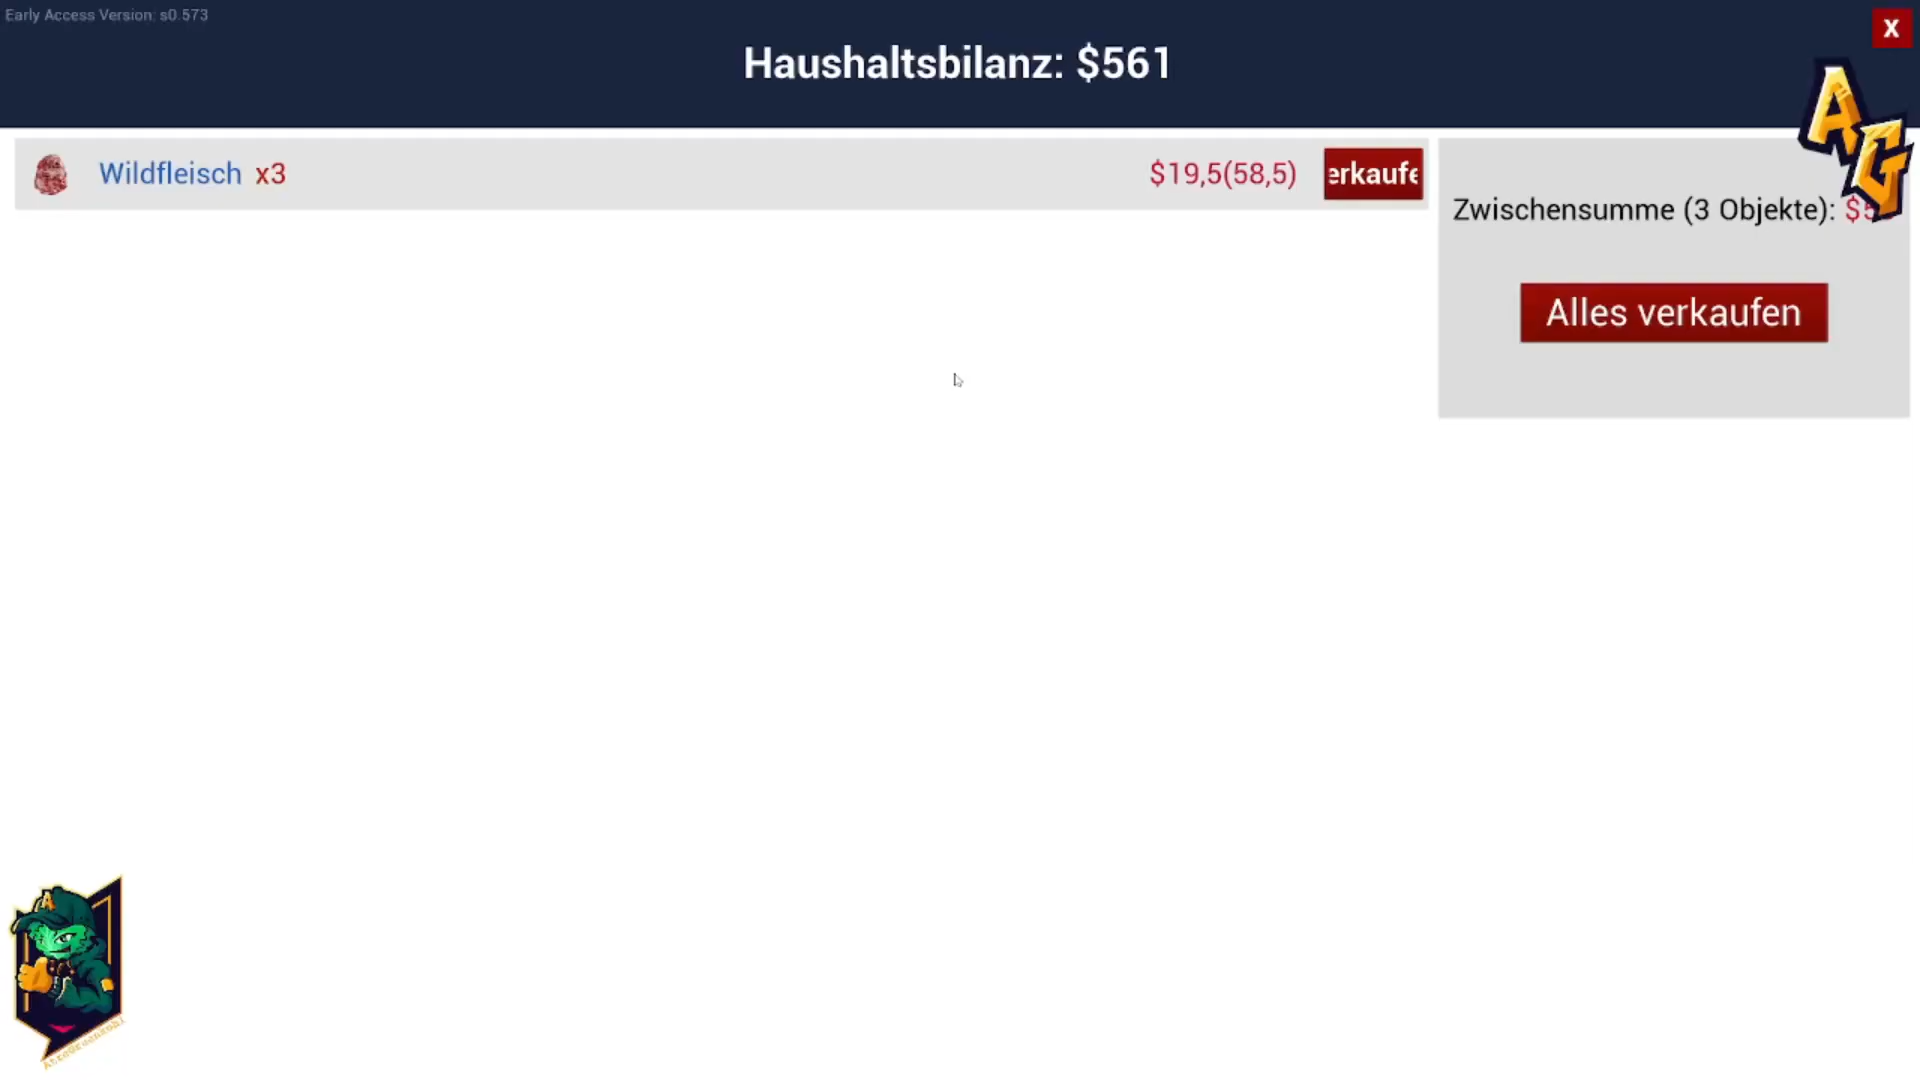 Early Access Version: s0.573
X
Haushaltsbilanz: $561
Wildfleisch x3 $19,5(58,5) erkaufe
Zwischensumme (3 Objekte):
Alles verkaufen
AG